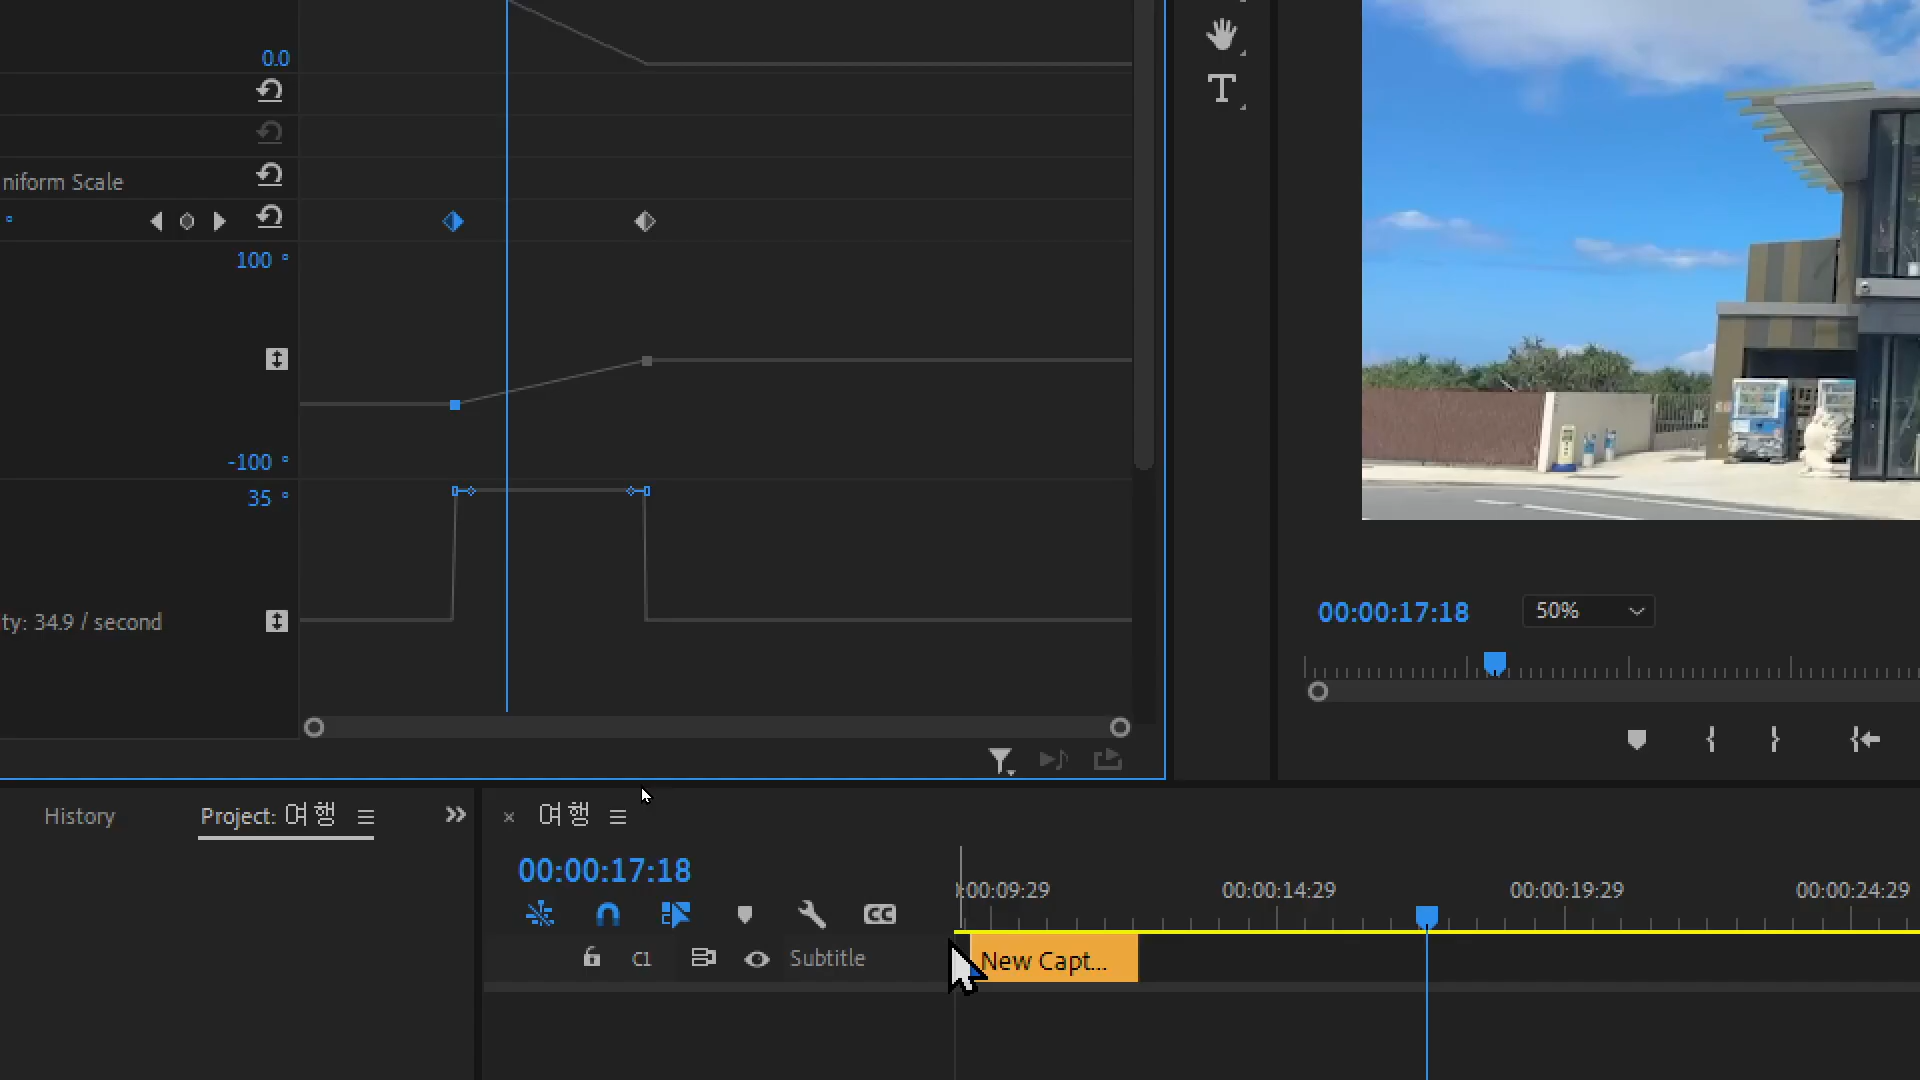 0.0
niform Scale
°
100 °
-100 °
35 °
ty: 34.9 / second
T
00:00:17:18
50%
History
Project: 여행
여행
00:00:17:18
:00:09:29
00:00:14:29
00:00:19:29
00:00:24:29
CC
C1
Subtitle
New Capt...